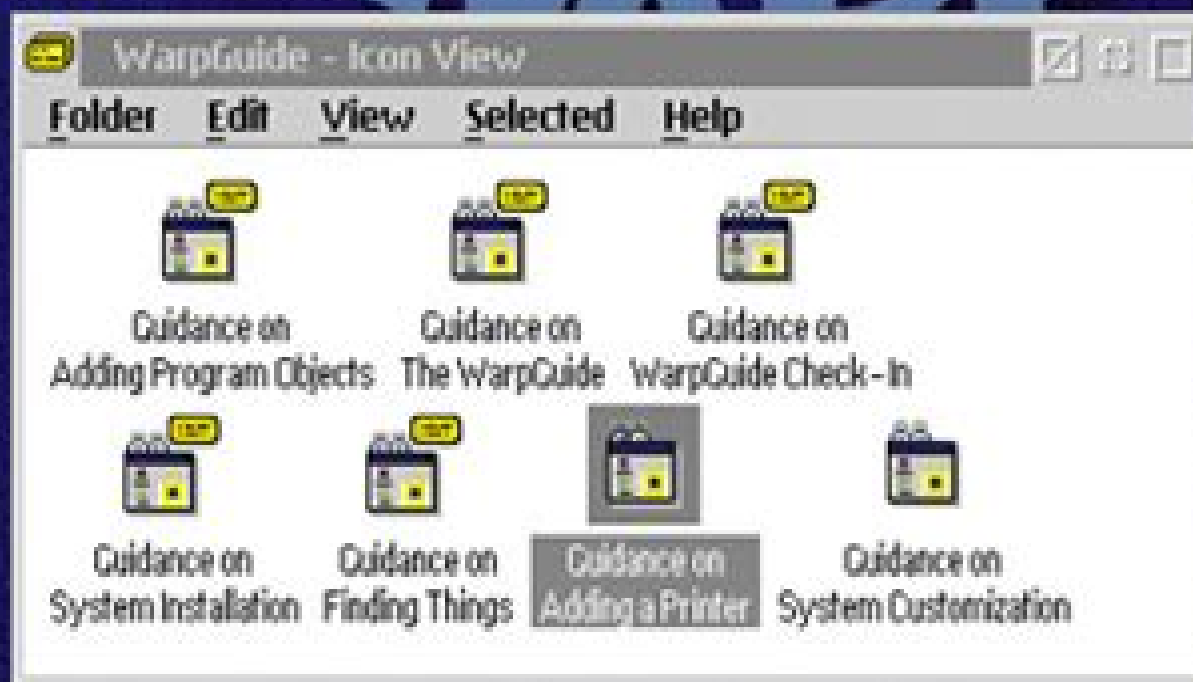 WarpGuide - Icon View
Folder Edit View Selected Help
Guidance on Guidance on Guidance on
Adding Program Objects The WarpGuide WarpGuide Check-In
Guidance on Guidance on Guidance on Guidance on
System Installation Finding Things Adding a Printer System Customization